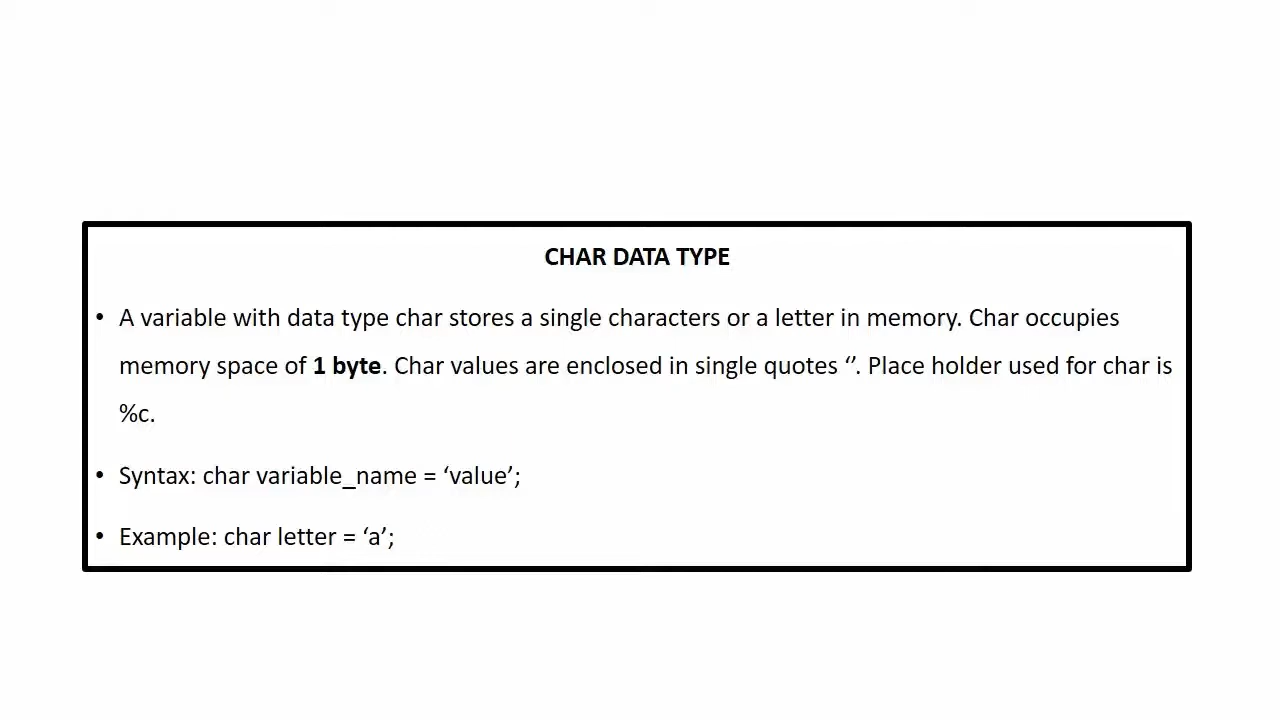 CHAR DATA TYPE
• A variable with data type char stores a single characters or a letter in memory. Char occupies
memory space of 1 byte. Char values are enclosed in single quotes ‘’. Place holder used for char is
%c.
• Syntax: char variable_name = ‘value’;
• Example: char letter = ‘a’;